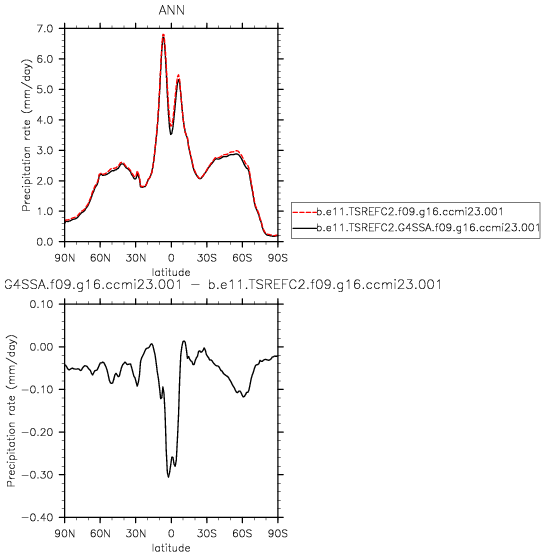 ANN
7.0
6.0
5.0
4.0
3.0
2.0
1.0
0.0
Precipitation rate (mm/day)
90N 60N 30N 0 30S 60S 90S
latitude
b.e11.TSREFC2.f09.g16.ccmi23.001
b.e11.TSREFC2.G4SSA.f09.g16.ccmi23.001
G4SSA.f09.g16.ccmi23.001 - b.e11.TSREFC2.f09.g16.ccmi23.001
0.10
0.00
-0.10
-0.20
-0.30
-0.40
Precipitation rate (mm/day)
90N 60N 30N 0 30S 60S 90S
latitude